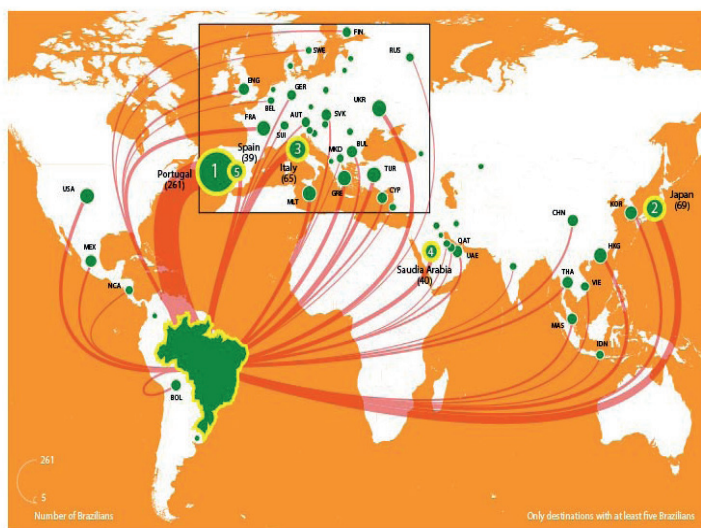 FIN
SWE
RUS
ENG
GER
BEL
UKR
FRA
AUT
SVK
SUI
BUL
MKD
Spain
(39)
3
1
5
Portugal
(261)
Italy
(65)
TUR
USA
MLT
GRE
CYP
CHN
KOR
2
Japan
(69)
MEX
4
QAT
UAE
HKG
Saudia Arabia
(40)
NCA
THA
VIE
MAS
IDN
BOL
261
5
Number of Brazilians
Only destinations with at least five Brazilians